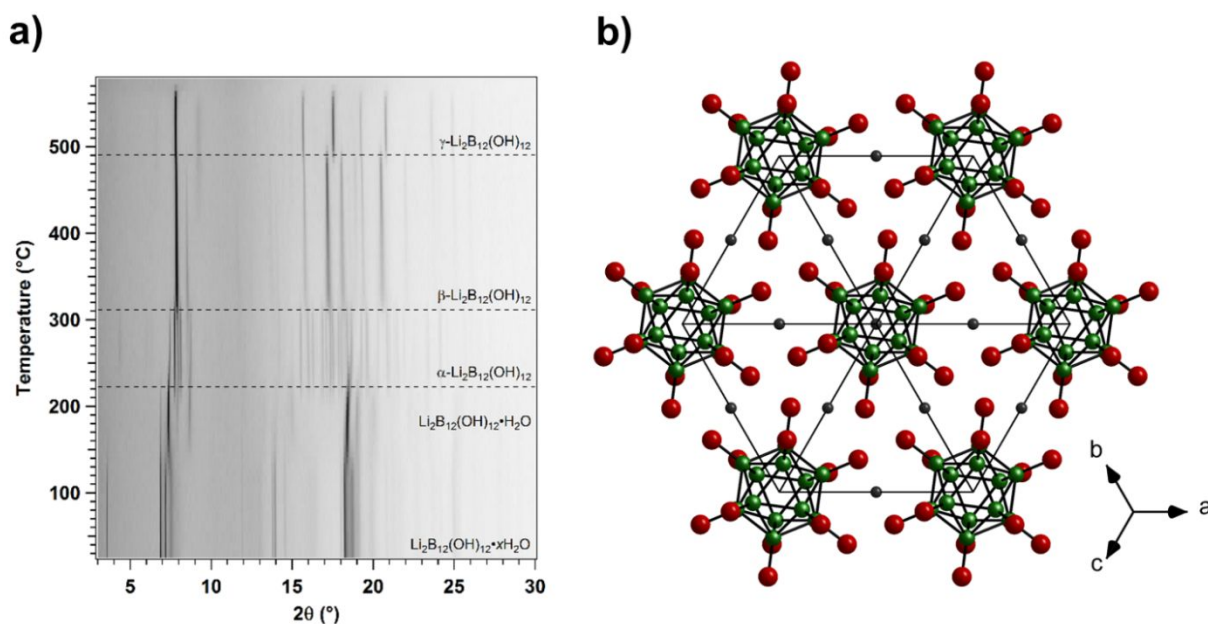 a)
b)
Temperature (°C)
500
400
300
200
100
γ-Li₂B₁₂(OH)₁₂
β-Li₂B₁₂(OH)₁₂
α-Li₂B₁₂(OH)₁₂
Li₂B₁₂(OH)₁₂•H₂O
Li₂B₁₂(OH)₁₂•xH₂O
5 10 15 20 25 30
2θ (°)
b
a
c